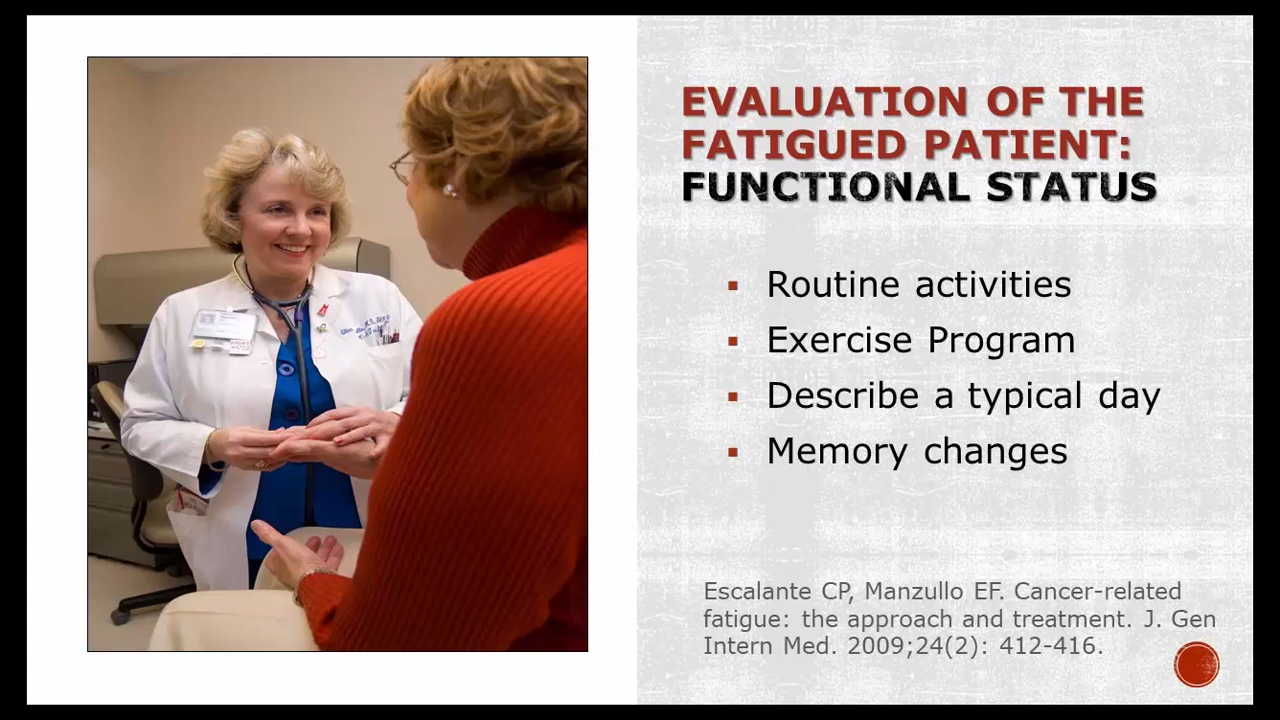 EVALUATION OF THE
FATIGUED PATIENT:
FUNCTIONAL STATUS
▪ Routine activities
▪ Exercise Program
▪ Describe a typical day
▪ Memory changes
Escalante CP, Manzullo EF. Cancer-related
fatigue: the approach and treatment. J. Gen
Intern Med. 2009;24(2): 412-416.